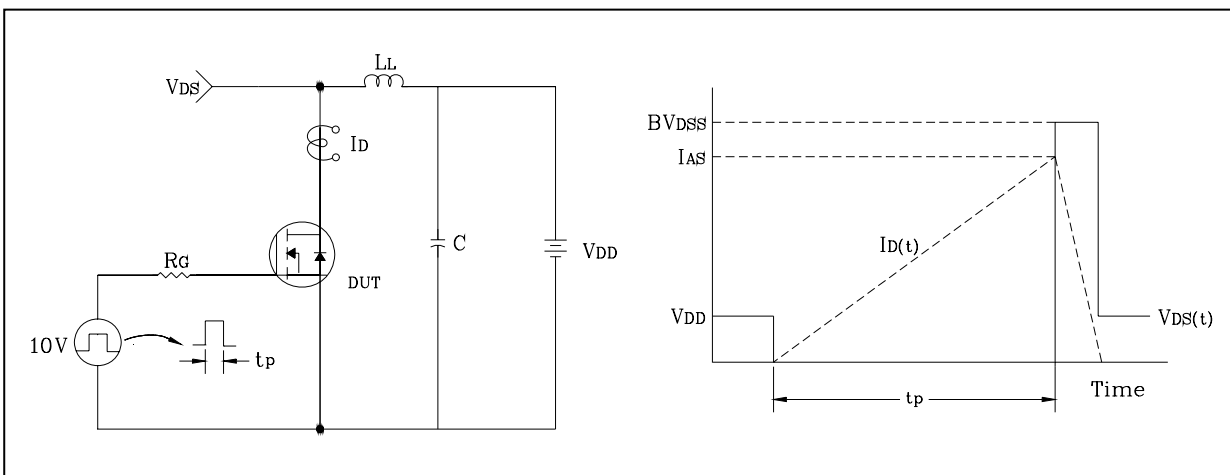 VDS
LL
ID
RG
DUT
C
VDD
10V
tp
BVDSS
IAS
ID(t)
VDD
VDS(t)
Time
tp